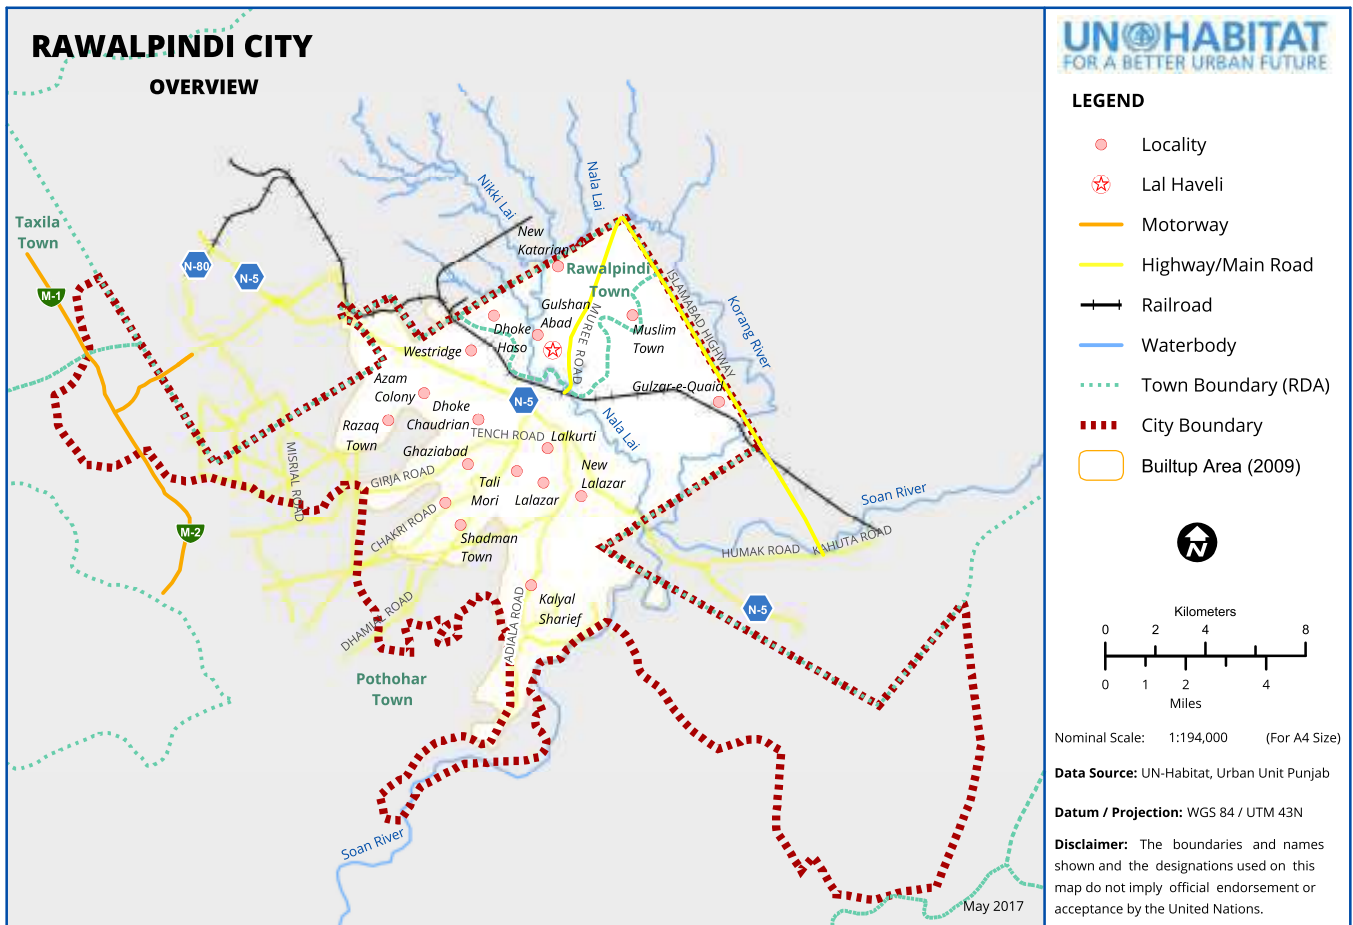 RAWALPINDI CITY
OVERVIEW
Taxila
Town
M-1
N-80
N-5
Nikki Lai
Nala Lai
New
Katarian
Rawalpindi
Town
ISLAMABAD HIGHWAY
Korang River
Gulshan
Abad
MUREE ROAD
Dhoke
Haso
Muslim
Town
Westridge
Gulzar-e-Quaid
Azam
Colony
N-5
Dhoke
Chaudrian
Razaq
Town
TENCH ROAD
Lalkurti
Nala Lai
Ghaziabad
MISRIAL ROAD
GIRJA ROAD
Tali
Mori
Lalazar
New
Lalazar
Soan River
CHAKRI ROAD
M-2
Shadman
Town
HUMAK ROAD
KAHUTA ROAD
Kalyal
Sharief
N-5
DHAMIAL ROAD
ADIALA ROAD
Pothohar
Town
Soan River
May 2017
UN HABITAT
FOR A BETTER URBAN FUTURE
LEGEND
Locality
Lal Haveli
Motorway
Highway/Main Road
Railroad
Waterbody
Town Boundary (RDA)
City Boundary
Builtup Area (2009)
N
Kilometers
0 2 4 8
0 1 2 4
Miles
Nominal Scale: 1:194,000 (For A4 Size)
Data Source: UN-Habitat, Urban Unit Punjab
Datum / Projection: WGS 84 / UTM 43N
Disclaimer: The boundaries and names
shown and the designations used on this
map do not imply official endorsement or
acceptance by the United Nations.